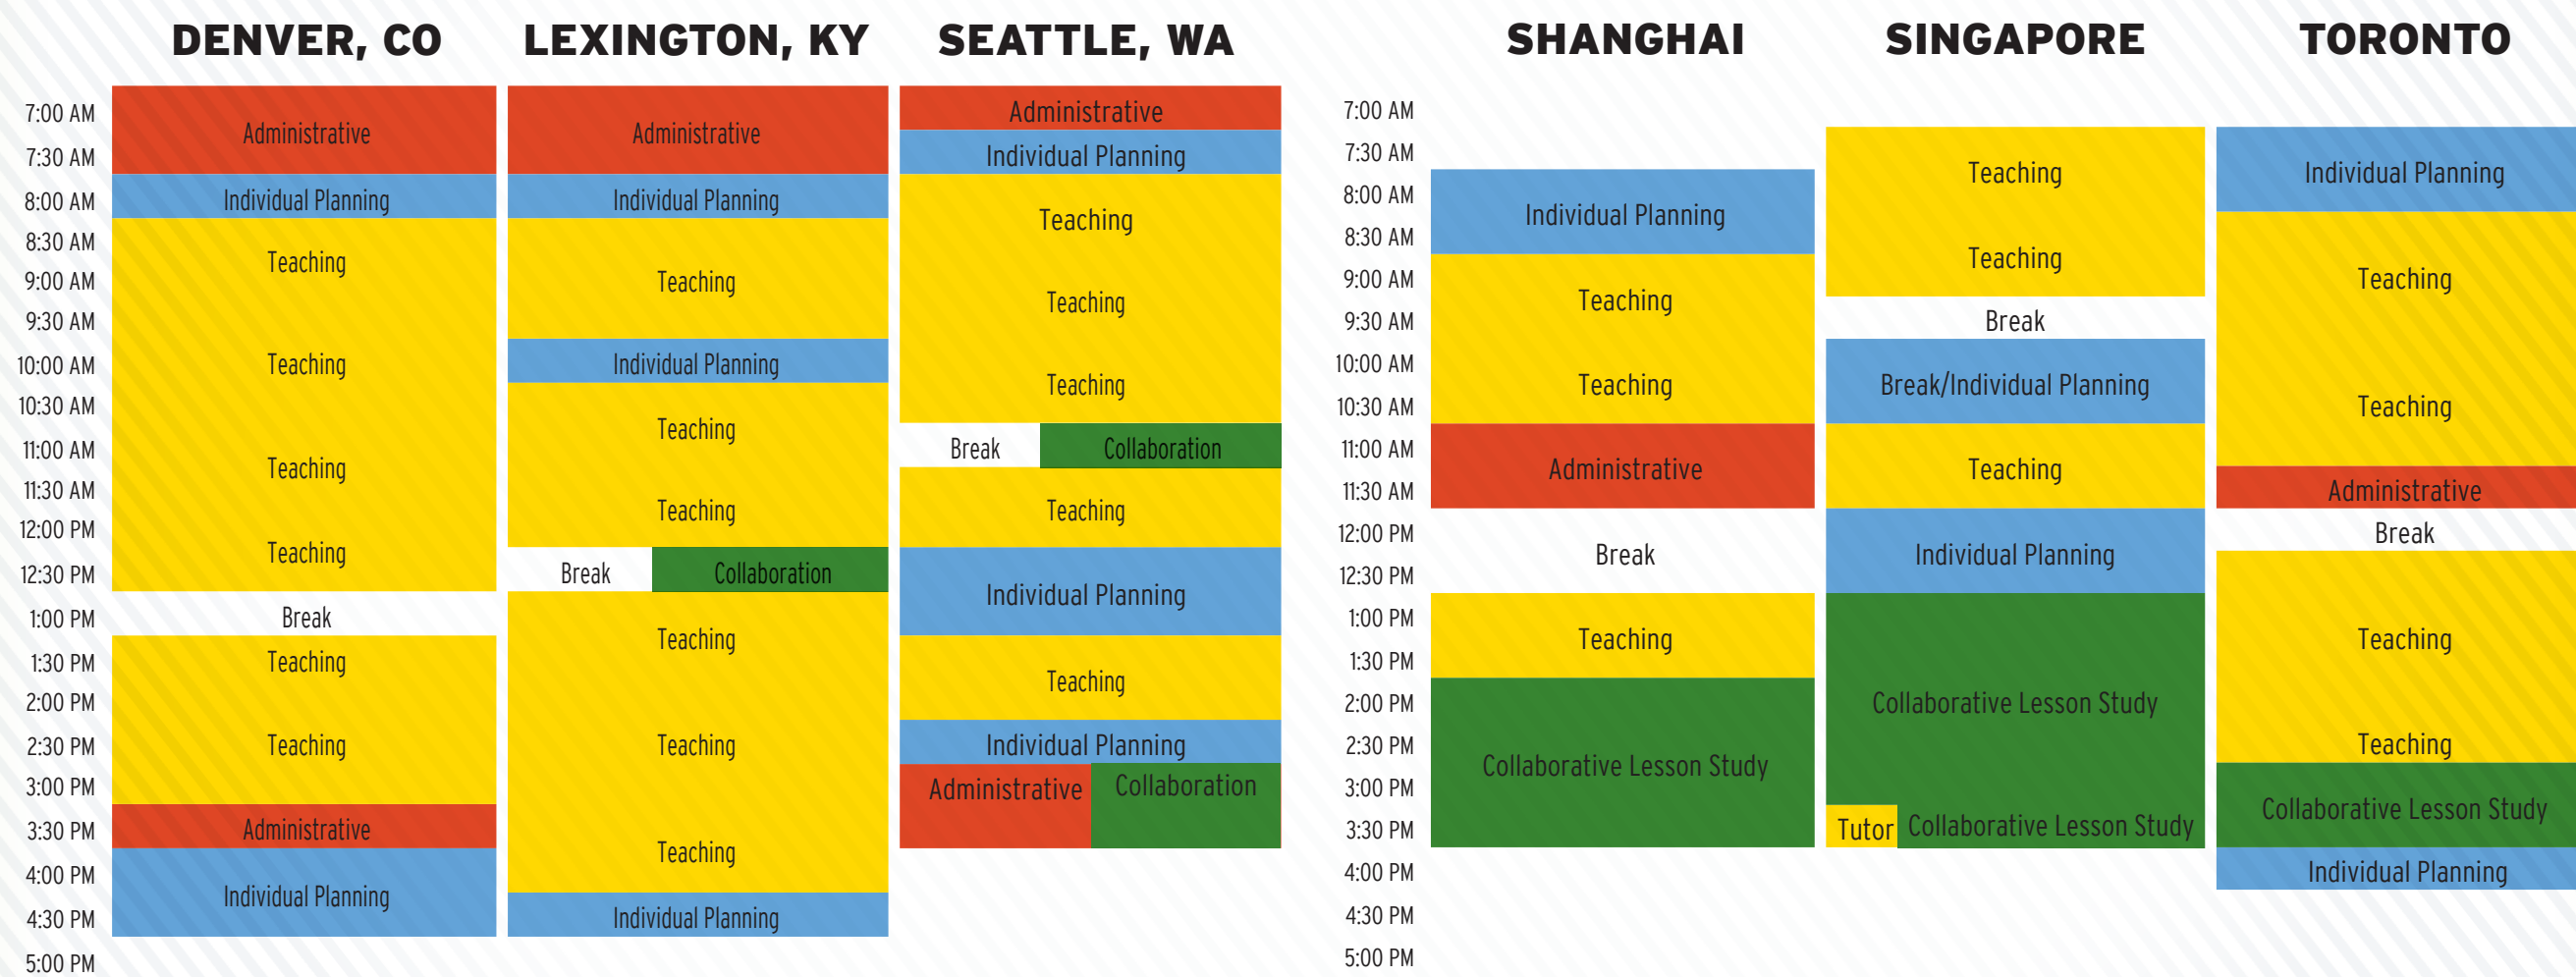 DENVER, CO
LEXINGTON, KY
SEATTLE, WA
7:00 AM
7:30 AM
8:00 AM
8:30 AM
9:00 AM
9:30 AM
10:00 AM
10:30 AM
11:00 AM
11:30 AM
12:00 PM
12:30 PM
1:00 PM
1:30 PM
2:00 PM
2:30 PM
3:00 PM
3:30 PM
4:00 PM
4:30 PM
5:00 PM
Administrative
Individual Planning
Teaching
Teaching
Teaching
Teaching
Break
Teaching
Teaching
Administrative
Individual Planning
Administrative
Individual Planning
Teaching
Individual Planning
Teaching
Teaching
Break
Collaboration
Teaching
Teaching
Teaching
Individual Planning
Administrative
Individual Planning
Teaching
Teaching
Teaching
Break
Collaboration
Teaching
Individual Planning
Teaching
Individual Planning
Administrative
Collaboration
SHANGHAI
SINGAPORE
TORONTO
7:00 AM
7:30 AM
8:00 AM
8:30 AM
9:00 AM
9:30 AM
10:00 AM
10:30 AM
11:00 AM
11:30 AM
12:00 PM
12:30 PM
1:00 PM
1:30 PM
2:00 PM
2:30 PM
3:00 PM
3:30 PM
4:00 PM
4:30 PM
5:00 PM
Individual Planning
Teaching
Teaching
Administrative
Break
Teaching
Collaborative Lesson Study
Teaching
Teaching
Break
Break/Individual Planning
Teaching
Individual Planning
Collaborative Lesson Study
Tutor
Collaborative Lesson Study
Individual Planning
Teaching
Teaching
Administrative
Break
Teaching
Teaching
Collaborative Lesson Study
Individual Planning